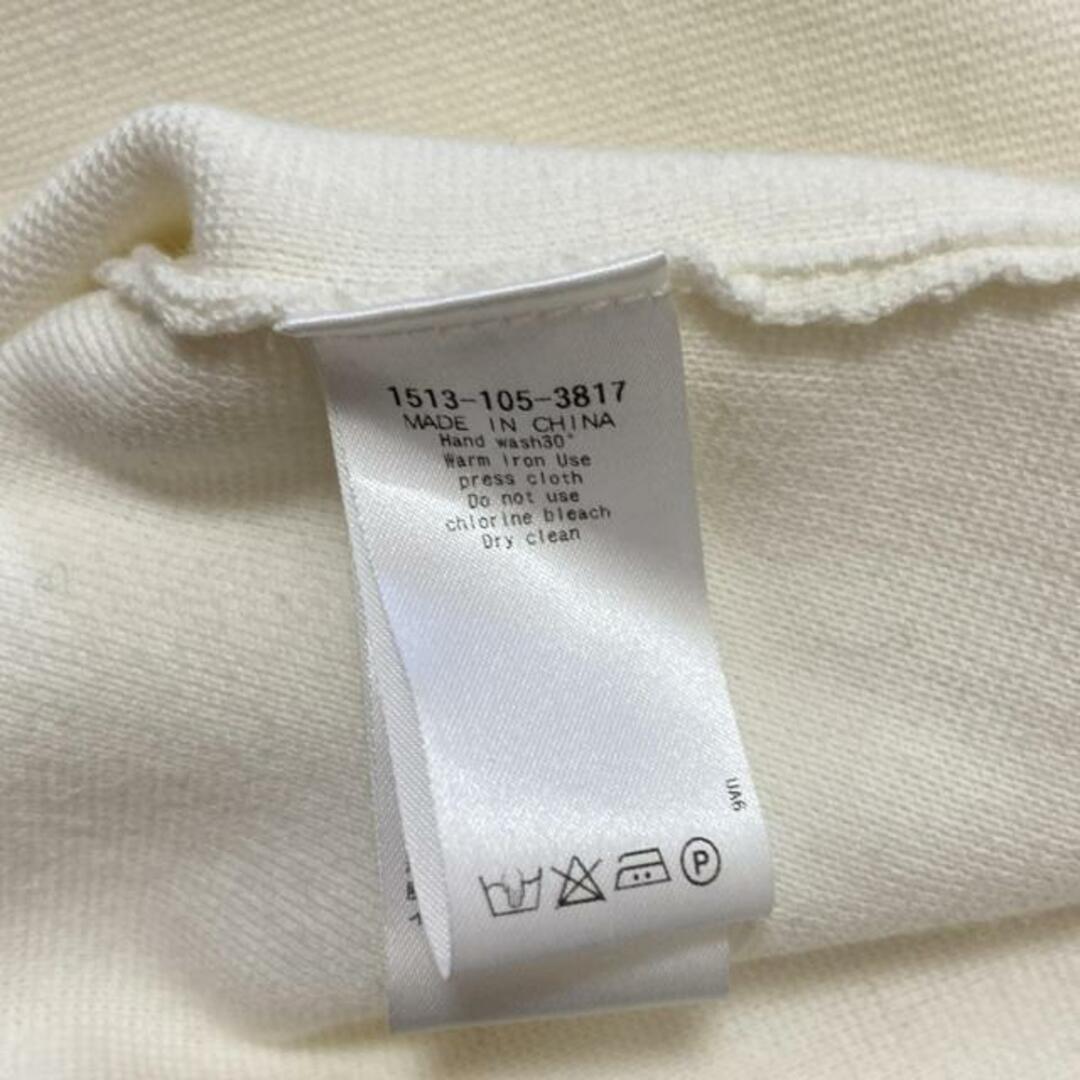 1513-105-3817
MADE IN CHINA
Hand wash30°
Warm Iron Use
press cloth
Do not use
chlorine bleach
Dry clean
UA6
P